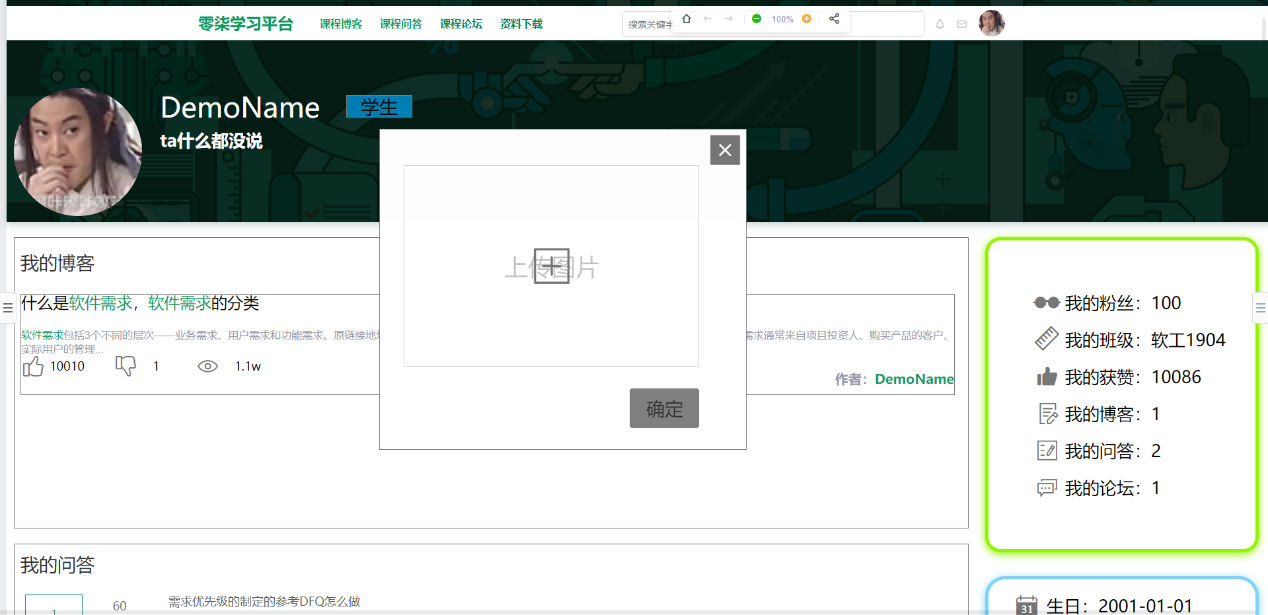 零柒学习平台 课程博客 课程问答 课程论坛 资料下载 搜索关键字 100%
DemoName 学生
ta什么都没说
上传图片
确定
我的博客
什么是软件需求，软件需求的分类
软件需求包括3个不同的层次——业务需求、用户需求和功能需求。原链接地 需求通常来自项目投资人、购买产品的客户、
实际用户的管理...
10010 1 1.1w
作者：DemoName
我的问答
1 60 需求优先级的制定的参考DFQ怎么做
我的粉丝：100
我的班级：软工1904
我的获赞：10086
我的博客：1
我的问答：2
我的论坛：1
31 生日：2001-01-01